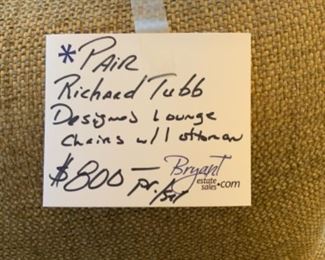 *PAIR
Richard Tubb
Designed Lounge
Chairs w/1 ottoman
$800- pr./set
Bryant
estate
sales.com